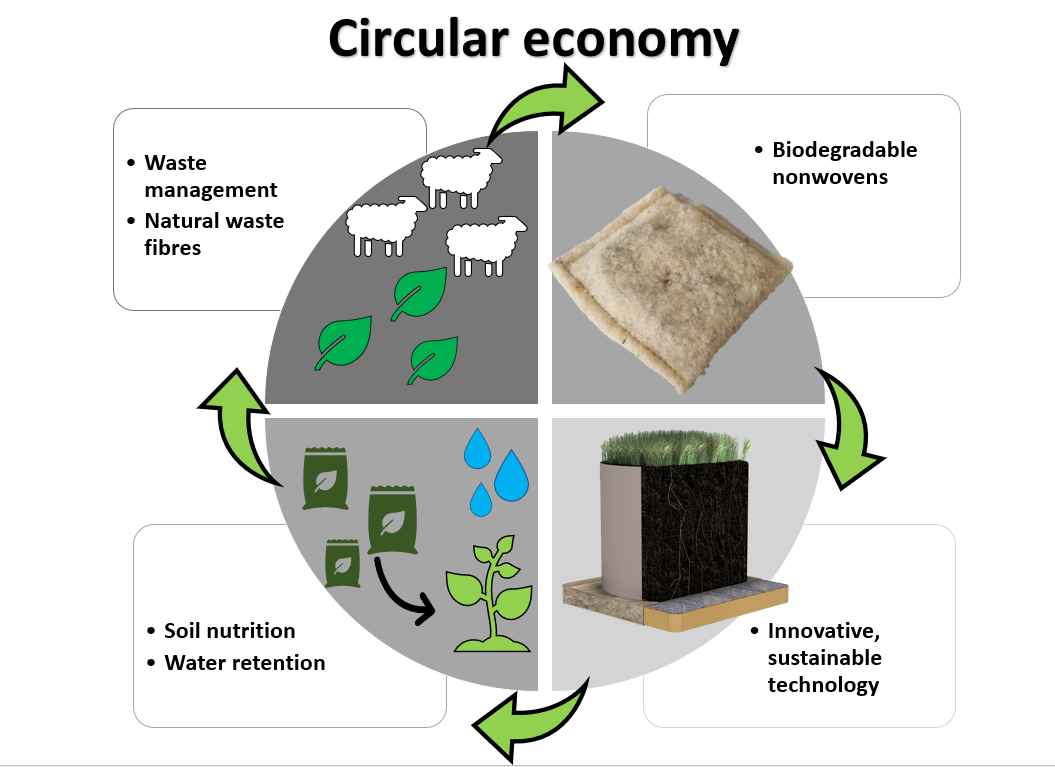 Circular economy
• Waste
management
• Natural waste
fibres
• Biodegradable
nonwovens
• Soil nutrition
• Water retention
• Innovative,
sustainable
technology